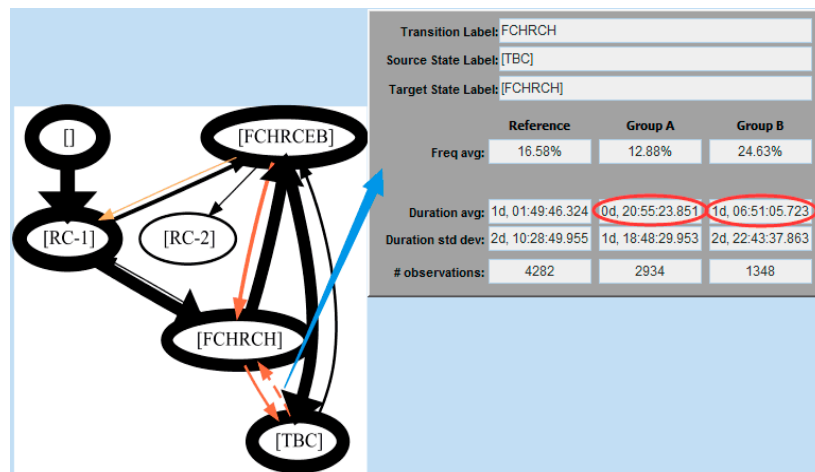 []
[FCHRCEB]
[RC-1]
[RC-2]
[FCHRCH]
[TBC]
Transition Label: FCHRCH
Source State Label: [TBC]
Target State Label: [FCHRCH]
Reference Group A Group B
Freq avg: 16.58% 12.88% 24.63%
Duration avg: 1d, 01:49:46.324 0d, 20:55:23.851 1d, 06:51:05.723
Duration std dev: 2d, 10:28:49.955 1d, 18:48:29.953 2d, 22:43:37.863
# observations: 4282 2934 1348